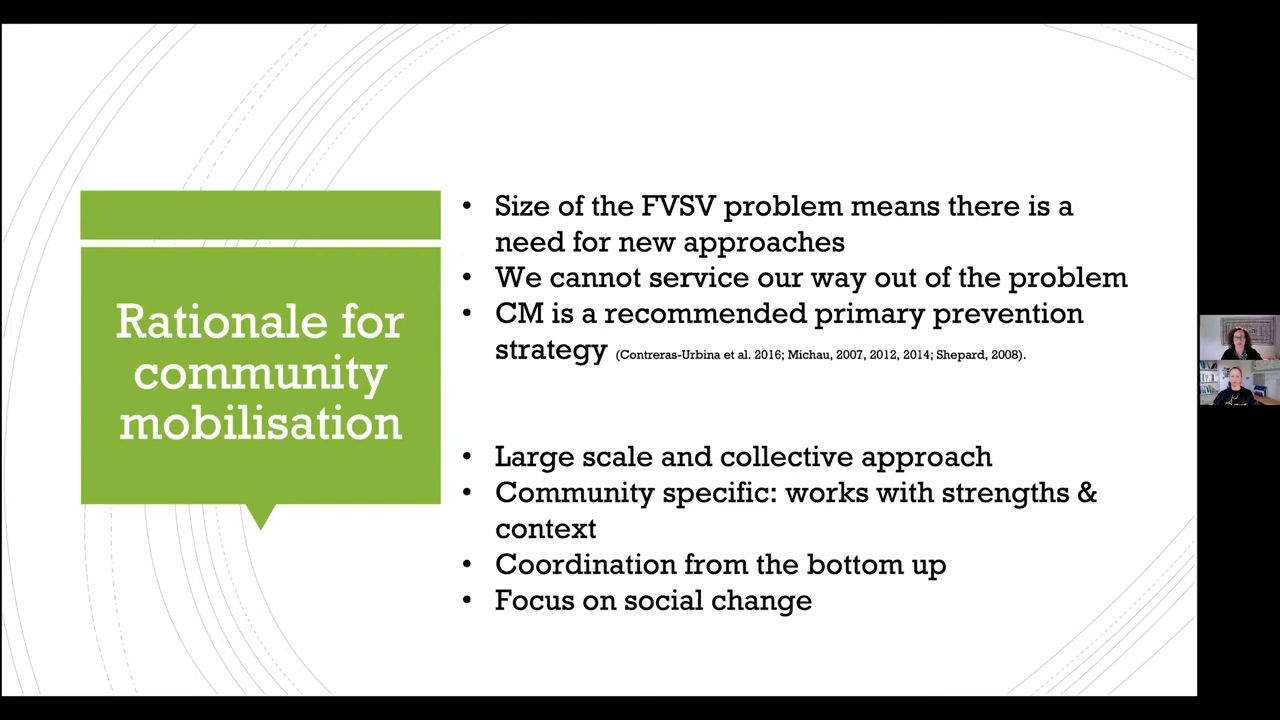 Rationale for
community
mobilisation
• Size of the FVSV problem means there is a
need for new approaches
• We cannot service our way out of the problem
• CM is a recommended primary prevention
strategy (Contreras-Urbina et al. 2016; Michau, 2007, 2012, 2014; Shepard, 2008).
• Large scale and collective approach
• Community specific: works with strengths &
context
• Coordination from the bottom up
• Focus on social change